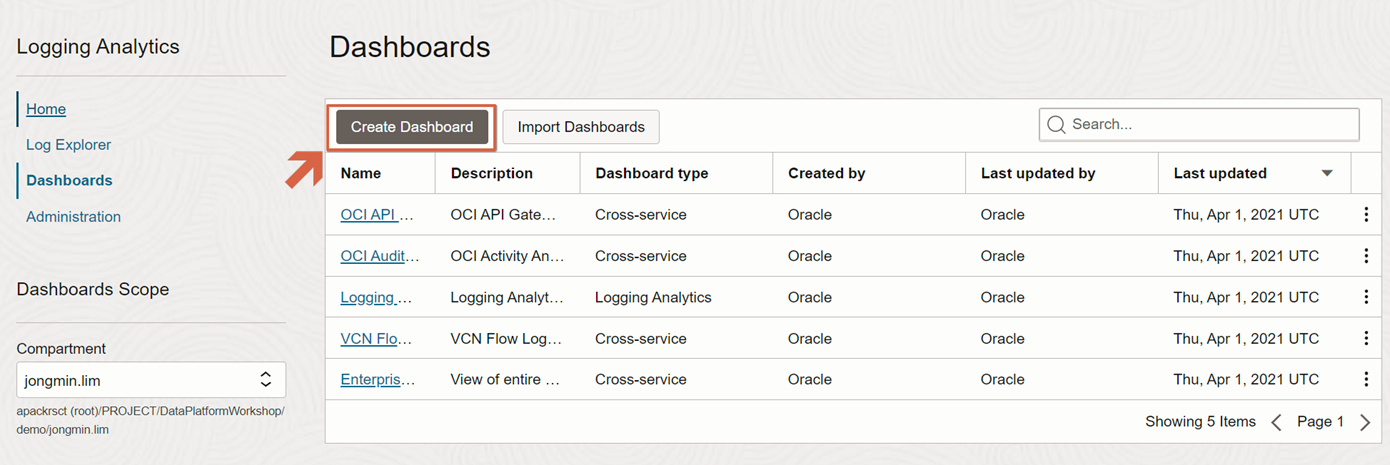 Logging Analytics
Home
Log Explorer
Dashboards
Administration
Dashboards Scope
Compartment
jongmin.lim
apackrsct (root)/PROJECT/DataPlatformWorkshop/
demo/jongmin.lim
Dashboards
Create Dashboard Import Dashboards Search...
Name Description Dashboard type Created by Last updated by Last updated
OCI API ... OCI API Gate... Cross-service Oracle Oracle Thu, Apr 1, 2021 UTC
OCI Audit... OCI Activity An... Cross-service Oracle Oracle Thu, Apr 1, 2021 UTC
Logging ... Logging Analyt... Logging Analytics Oracle Oracle Thu, Apr 1, 2021 UTC
VCN Flo... VCN Flow Log... Cross-service Oracle Oracle Thu, Apr 1, 2021 UTC
Enterpris... View of entire ... Cross-service Oracle Oracle Thu, Apr 1, 2021 UTC
Showing 5 Items Page 1